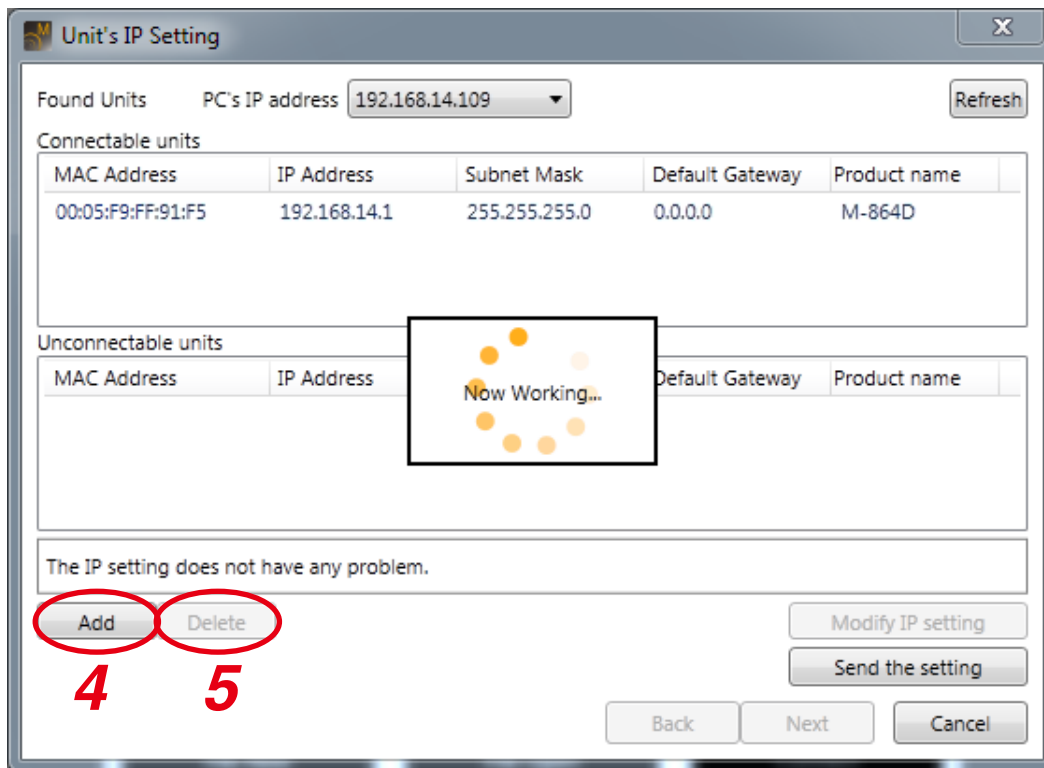 Unit's IP Setting
Found Units PC's IP address 192.168.14.109 Refresh
Connectable units
MAC Address IP Address Subnet Mask Default Gateway Product name
00:05:F9:FF:91:F5 192.168.14.1 255.255.255.0 0.0.0.0 M-864D
Unconnectable units
MAC Address IP Address Default Gateway Product name
Now Working...
The IP setting does not have any problem.
Add Delete Modify IP setting
4 5 Send the setting
Back Next Cancel